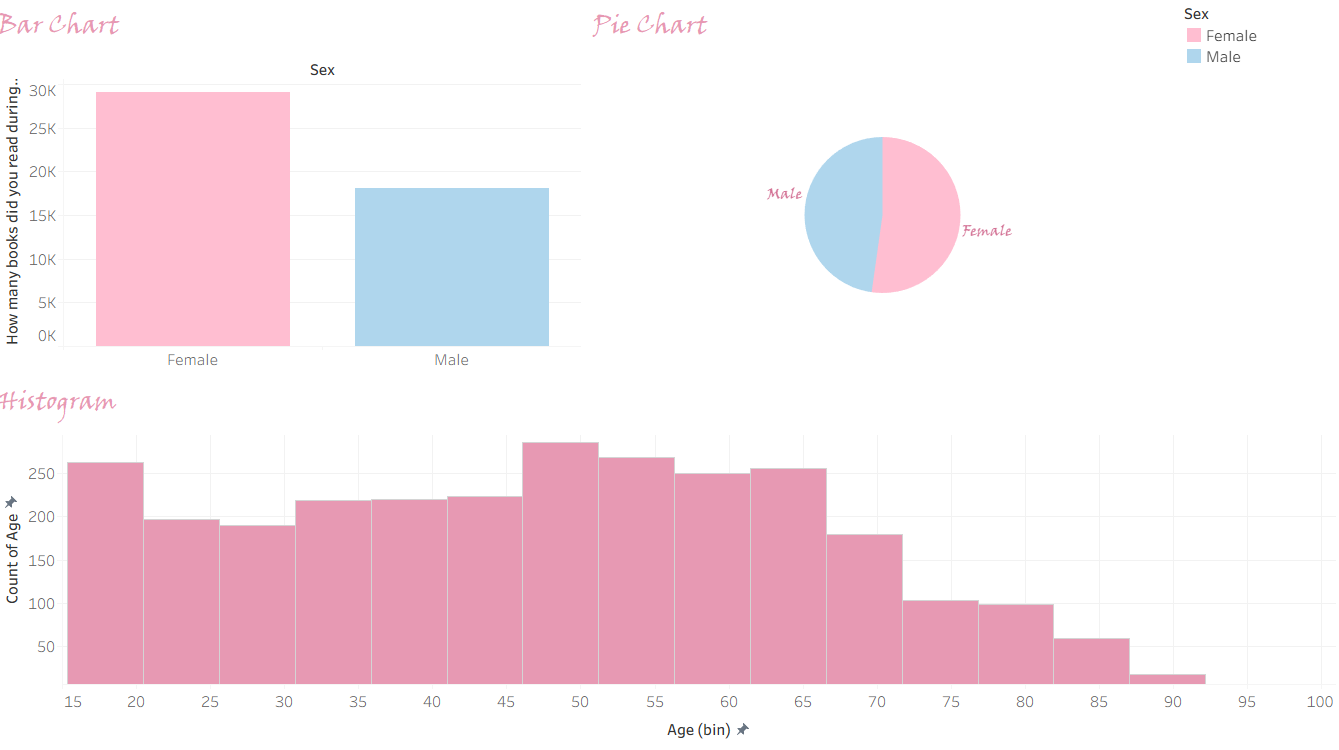 Bar Chart
Sex
How many books did you read during..
30K
25K
20K
15K
10K
5K
0K
Female
Male
Pie Chart
Male
Female
Sex
Female
Male
Histogram
Count of Age
250
200
150
100
50
15 20 25 30 35 40 45 50 55 60 65 70 75 80 85 90 95 100
Age (bin)